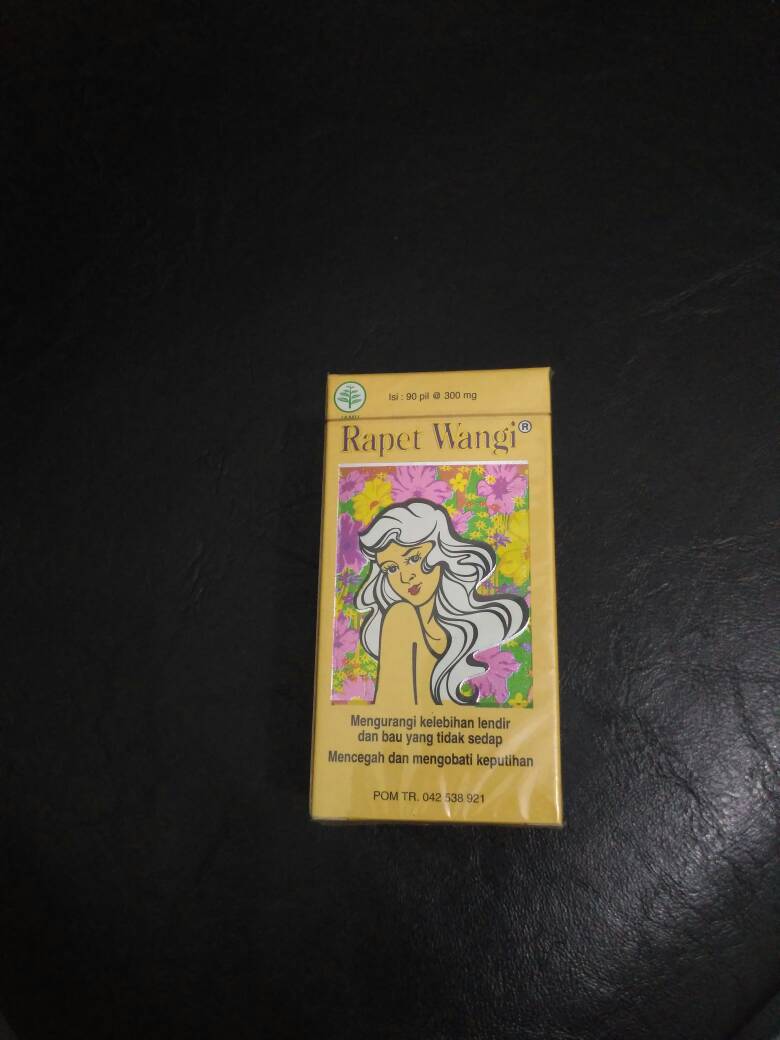 Isi : 90 pil @ 300 mg
Rapet Wangi®
Mengurangi kelebihan lendir
dan bau yang tidak sedap
Mencegah dan mengobati keputihan
POM TR. 042 538 921